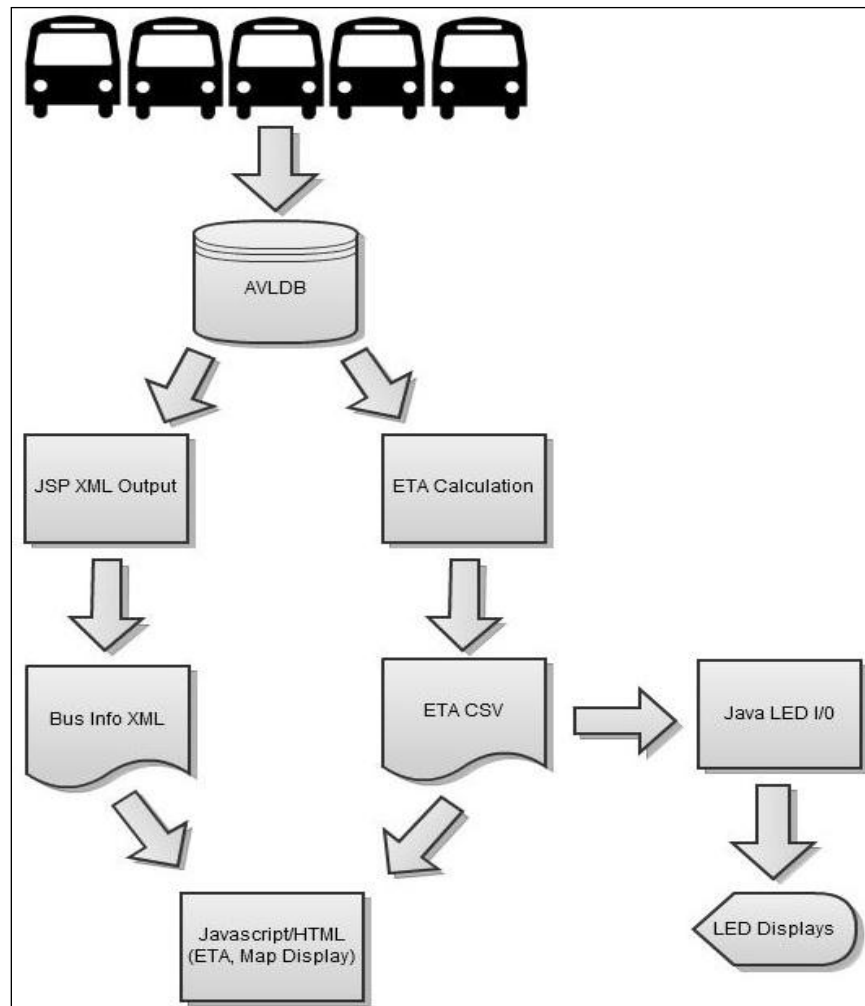 AVLDB
JSP XML Output
ETA Calculation
Bus Info XML
ETA CSV
Java LED I/0
Javascript/HTML
(ETA, Map Display)
LED Displays